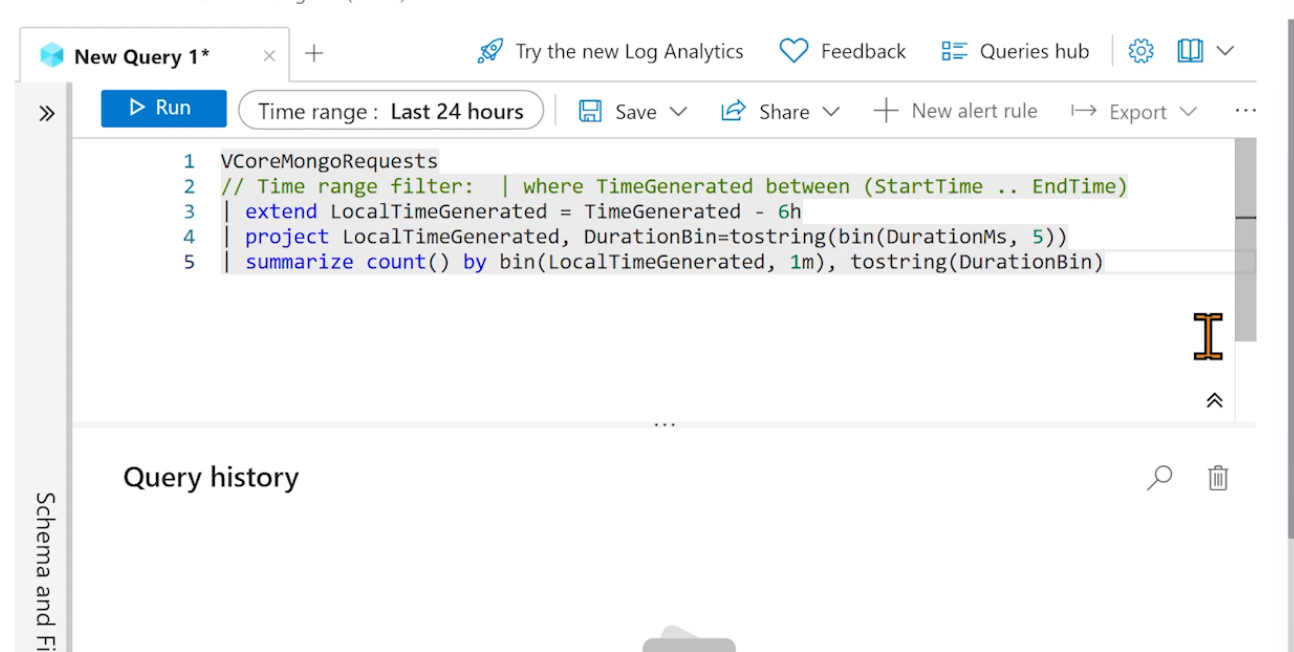 New Query 1*
Try the new Log Analytics
Feedback
Queries hub
Run
Time range : Last 24 hours
Save
Share
New alert rule
Export
1 VCoreMongoRequests
2 // Time range filter:  | where TimeGenerated between (StartTime .. EndTime)
3 | extend LocalTimeGenerated = TimeGenerated - 6h
4 | project LocalTimeGenerated, DurationBin=tostring(bin(DurationMs, 5))
5 | summarize count() by bin(LocalTimeGenerated, 1m), tostring(DurationBin)
Query history
Schema and Fi